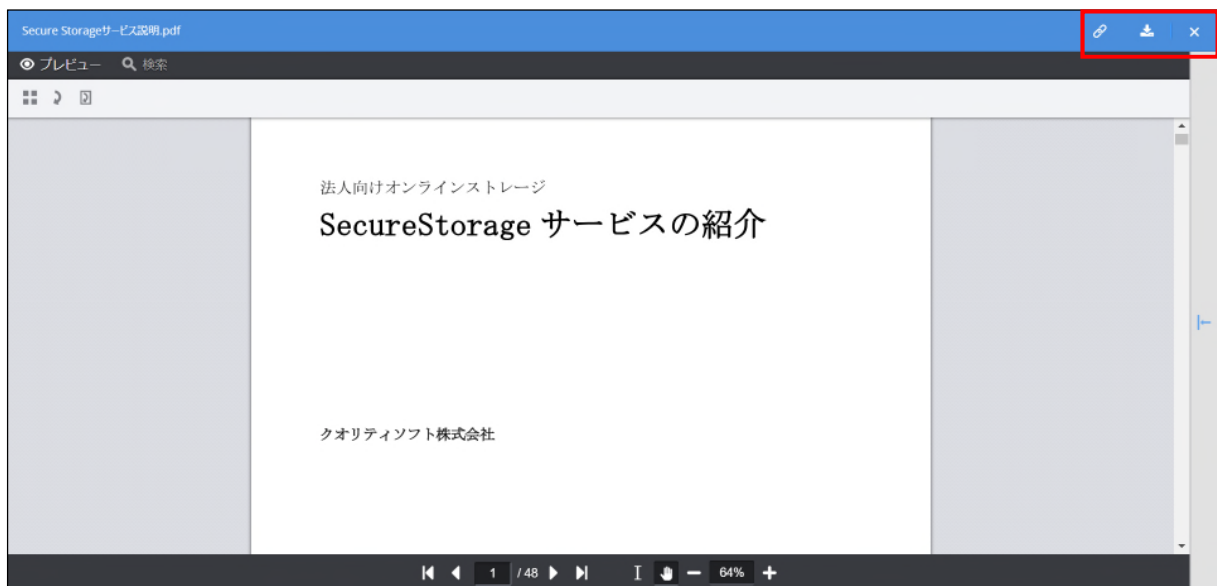 Secure Storageサービス説明.pdf
プレビュー 検索
法人向けオンラインストレージ
SecureStorage サービスの紹介
クオリティソフト株式会社
1 / 48 64%